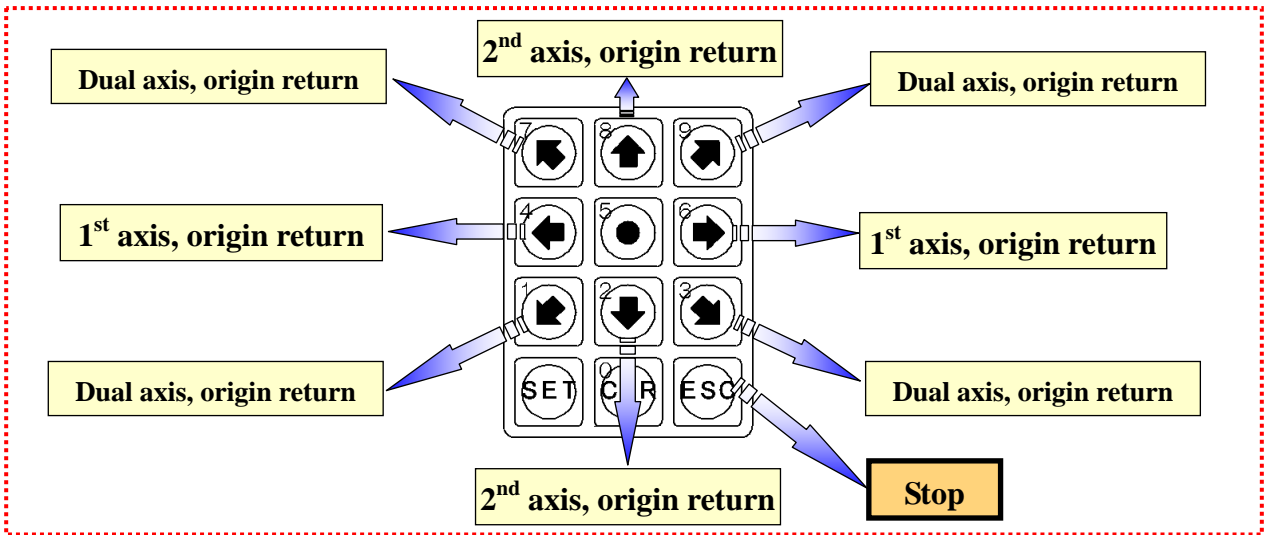 2nd axis, origin return
Dual axis, origin return
Dual axis, origin return
7 8 9
1st axis, origin return
4 5 6
1st axis, origin return
1 2 3
Dual axis, origin return
Dual axis, origin return
0
SET ESC
2nd axis, origin return
Stop